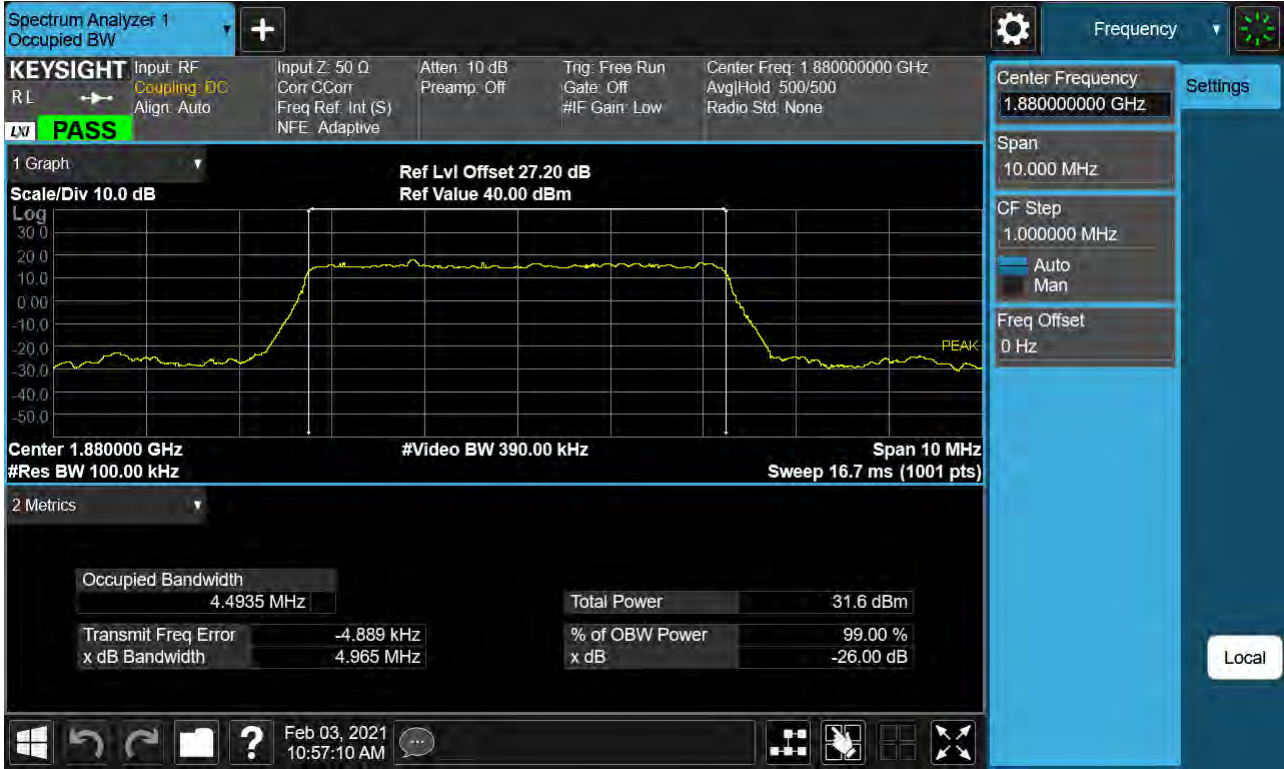 Spectrum Analyzer 1
Occupied BW
Frequency
KEYSIGHT
RL
LXI
PASS
Input: RF
Coupling: DC
Align: Auto
Input Z: 50 Ω
Corr CCorr
Freq Ref: Int (S)
NFE: Adaptive
Atten: 10 dB
Preamp: Off
Trig: Free Run
Gate: Off
#IF Gain: Low
Center Freq: 1.880000000 GHz
Avg|Hold: 500/500
Radio Std: None
Center Frequency
1.880000000 GHz
Settings
Span
10.000 MHz
CF Step
1.000000 MHz
Auto
Man
Freq Offset
0 Hz
1 Graph
Scale/Div 10.0 dB
Ref Lvl Offset 27.20 dB
Ref Value 40.00 dBm
Log
30.0
20.0
10.0
0.00
-10.0
-20.0
-30.0
-40.0
-50.0
PEAK
Center 1.880000 GHz
#Video BW 390.00 kHz
Span 10 MHz
#Res BW 100.00 kHz
Sweep 16.7 ms (1001 pts)
2 Metrics
Occupied Bandwidth
4.4935 MHz
Total Power 31.6 dBm
Transmit Freq Error -4.889 kHz
% of OBW Power 99.00 %
x dB Bandwidth 4.965 MHz
x dB -26.00 dB
Local
?
Feb 03, 2021
10:57:10 AM